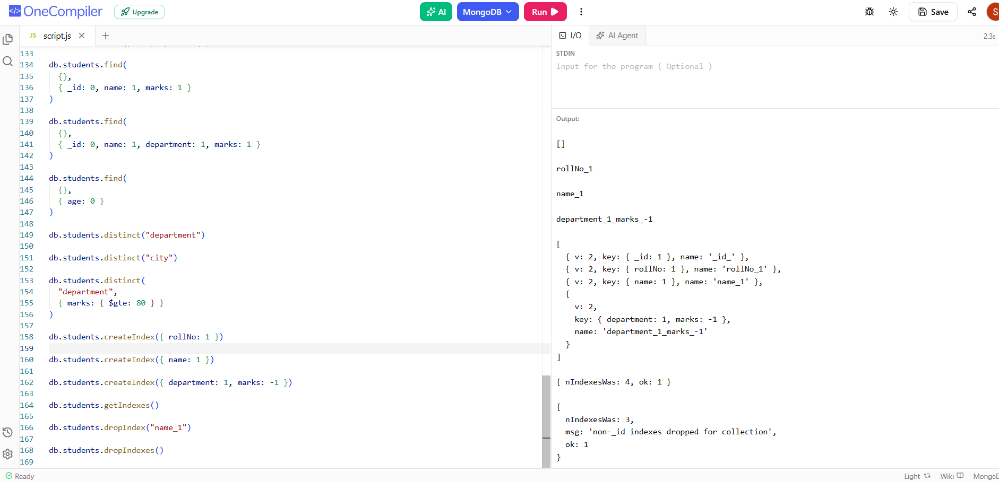 </> OneCompiler
Upgrade
AI
MongoDB
Run
Save
S
JS script.js
I/O
AI Agent
2.3s
133
134 db.students.find(
135 {},
136 { _id: 0, name: 1, marks: 1 }
137 )
138
139 db.students.find(
140 {},
141 { _id: 0, name: 1, department: 1, marks: 1 }
142 )
143
144 db.students.find(
145 {},
146 { age: 0 }
147 )
148
149 db.students.distinct("department")
150
151 db.students.distinct("city")
152
153 db.students.distinct(
154 "department",
155 { marks: { $gte: 80 } }
156 )
157
158 db.students.createIndex({ rollNo: 1 })
159
160 db.students.createIndex({ name: 1 })
161
162 db.students.createIndex({ department: 1, marks: -1 })
163
164 db.students.getIndexes()
165
166 db.students.dropIndex("name_1")
167
168 db.students.dropIndexes()
169
STDIN
Input for the program ( Optional )
Output:
[]
rollNo_1
name_1
department_1_marks_-1
[
{ v: 2, key: { _id: 1 }, name: '_id_' },
{ v: 2, key: { rollNo: 1 }, name: 'rollNo_1' },
{ v: 2, key: { name: 1 }, name: 'name_1' },
{
v: 2,
key: { department: 1, marks: -1 },
name: 'department_1_marks_-1'
}
]
{ nIndexesWas: 4, ok: 1 }
{
nIndexesWas: 3,
msg: 'non-_id indexes dropped for collection',
ok: 1
}
Ready
Light
Wiki